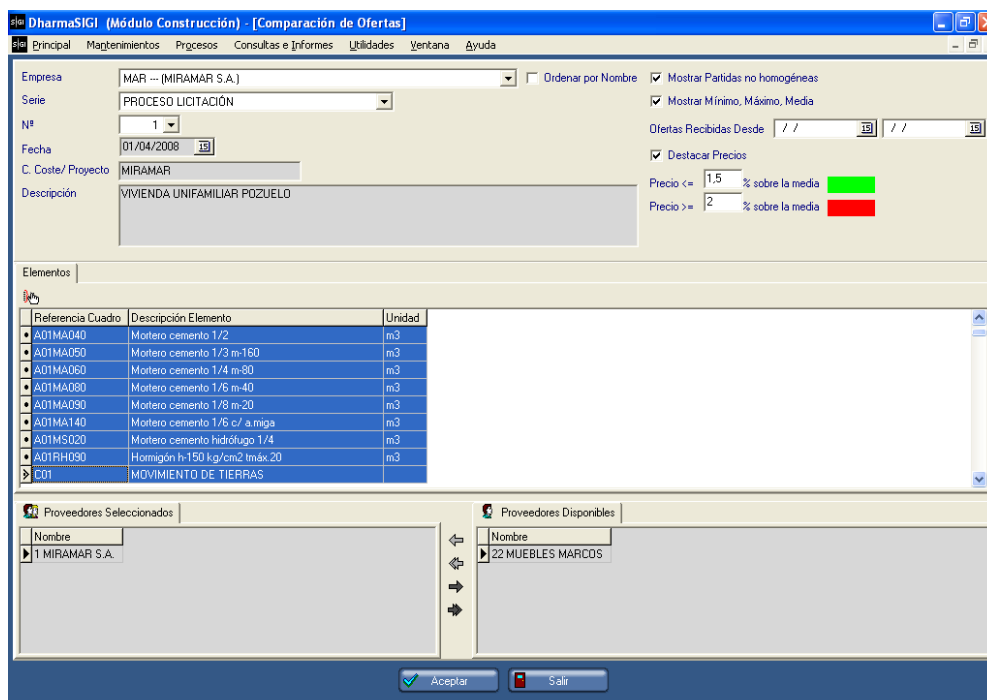 SIGI DharmaSIGI (Módulo Construcción) - [Comparación de Ofertas]
SIGI Principal Mantenimientos Procesos Consultas e Informes Utilidades Ventana Ayuda
Empresa MAR --- (MIRAMAR S.A.) Ordenar por Nombre Mostrar Partidas no homogéneas
Serie PROCESO LICITACIÓN Mostrar Mínimo, Máximo, Media
Nº 1 Ofertas Recibidas Desde / / 15 / / 15
Fecha 01/04/2008 15 Destacar Precios
C. Coste/ Proyecto MIRAMAR
Precio <= 1,5 % sobre la media
Descripción VIVIENDA UNIFAMILIAR POZUELO
Precio >= 2 % sobre la media
Elementos
Referencia Cuadro Descripción Elemento Unidad
A01MA040 Mortero cemento 1/2 m3
A01MA050 Mortero cemento 1/3 m-160 m3
A01MA060 Mortero cemento 1/4 m-80 m3
A01MA080 Mortero cemento 1/6 m-40 m3
A01MA090 Mortero cemento 1/8 m-20 m3
A01MA140 Mortero cemento 1/6 c/ a.miga m3
A01MS020 Mortero cemento hidrófugo 1/4 m3
A01RH090 Hormigón h-150 kg/cm2 tmáx.20 m3
C01 MOVIMIENTO DE TIERRAS
Proveedores Seleccionados Proveedores Disponibles
Nombre Nombre
1 MIRAMAR S.A. 22 MUEBLES MARCOS
Aceptar Salir